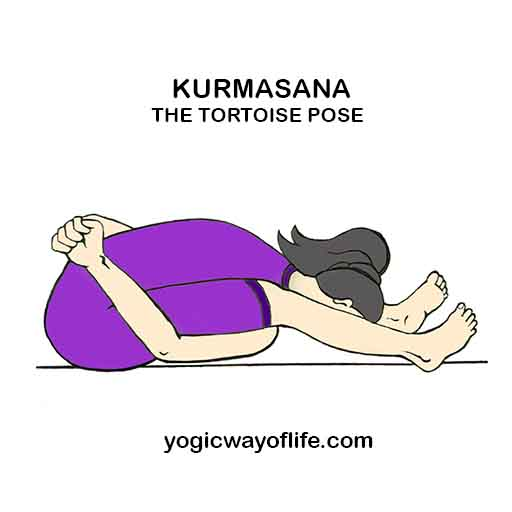 KURMASANA
THE TORTOISE POSE
yogicwayoflife.com